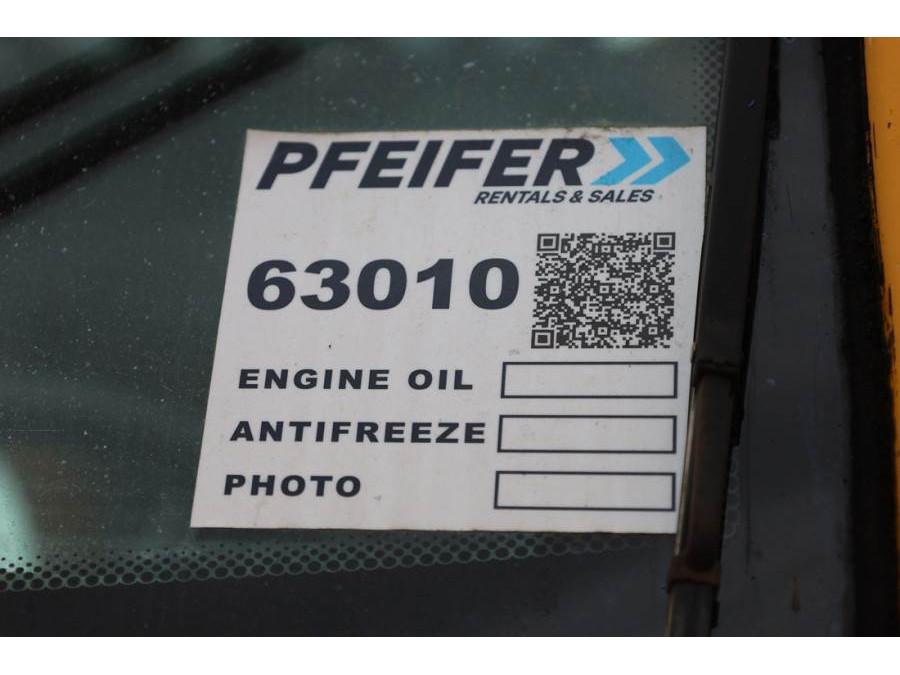 PFEIFER
RENTALS & SALES
63010
ENGINE OIL
ANTIFREEZE
PHOTO